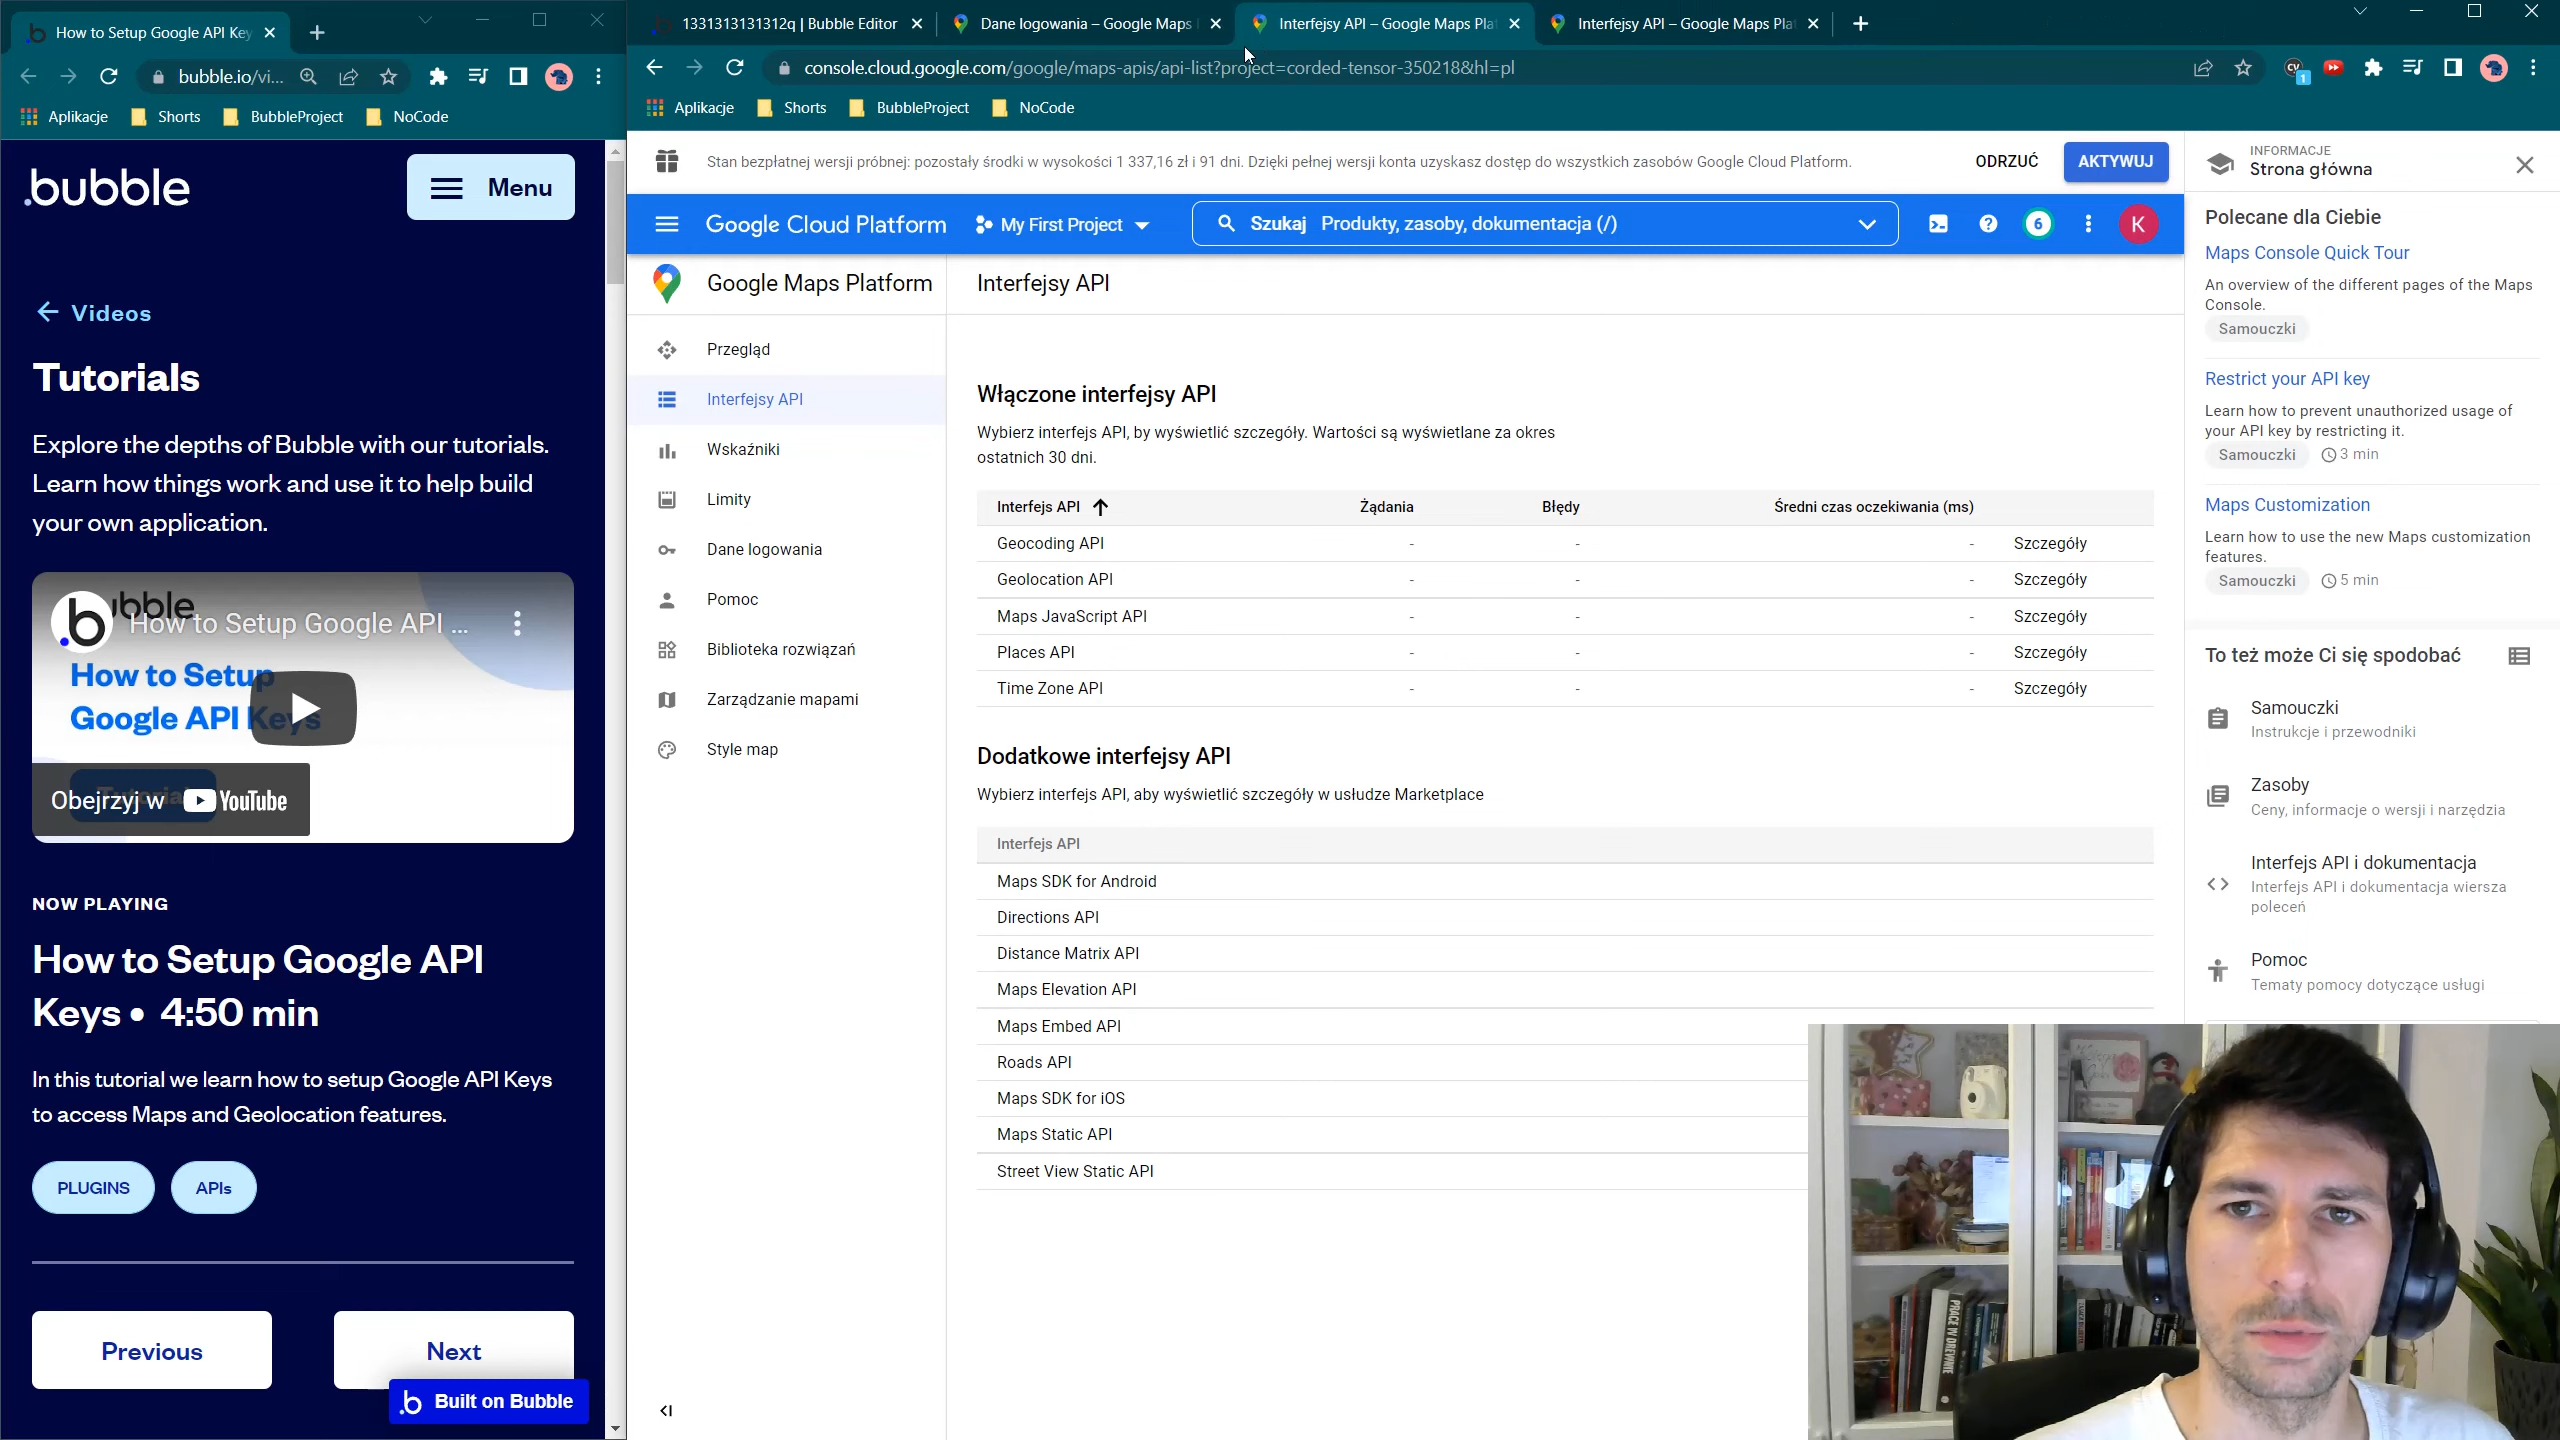 How to Setup Google API Key
bubble.io/vi...
Aplikacje
Shorts
BubbleProject
NoCode
.bubble
Menu
Videos
Tutorials
Explore the depths of Bubble with our tutorials.
Learn how things work and use it to help build
your own application.
bubble
How to Setup Google API ...
How to Setup
Google API Keys
Obejrzyj w YouTube
NOW PLAYING
How to Setup Google API
Keys • 4:50 min
In this tutorial we learn how to setup Google API Keys
to access Maps and Geolocation features.
PLUGINS
APIs
Previous
Next
Built on Bubble
1331313131312q | Bubble Editor
Dane logowania – Google Maps
Interfejsy API – Google Maps Pla
Interfejsy API – Google Maps Pla
console.cloud.google.com/google/maps-apis/api-list?project=corded-tensor-350218&hl=pl
1
Aplikacje
Shorts
BubbleProject
NoCode
Stan bezpłatnej wersji próbnej: pozostały środki w wysokości 1 337,16 zł i 91 dni. Dzięki pełnej wersji konta uzyskasz dostęp do wszystkich zasobów Google Cloud Platform.
ODRZUĆ
AKTYWUJ
Google Cloud Platform
My First Project
Szukaj Produkty, zasoby, dokumentacja (/)
6
K
Google Maps Platform
Przegląd
Interfejsy API
Wskaźniki
Limity
Dane logowania
Pomoc
Biblioteka rozwiązań
Zarządzanie mapami
Style map
Interfejsy API
Włączone interfejsy API
Wybierz interfejs API, by wyświetlić szczegóły. Wartości są wyświetlane za okres
ostatnich 30 dni.
Interfejs API Żądania Błędy Średni czas oczekiwania (ms)
Geocoding API - - - Szczegóły
Geolocation API - - - Szczegóły
Maps JavaScript API - - - Szczegóły
Places API - - - Szczegóły
Time Zone API - - - Szczegóły
Dodatkowe interfejsy API
Wybierz interfejs API, aby wyświetlić szczegóły w usłudze Marketplace
Interfejs API
Maps SDK for Android
Directions API
Distance Matrix API
Maps Elevation API
Maps Embed API
Roads API
Maps SDK for iOS
Maps Static API
Street View Static API
INFORMACJE
Strona główna
Polecane dla Ciebie
Maps Console Quick Tour
An overview of the different pages of the Maps
Console.
Samouczki
Restrict your API key
Learn how to prevent unauthorized usage of
your API key by restricting it.
Samouczki 3 min
Maps Customization
Learn how to use the new Maps customization
features.
Samouczki 5 min
To też może Ci się spodobać
Samouczki
Instrukcje i przewodniki
Zasoby
Ceny, informacje o wersji i narzędzia
Interfejs API i dokumentacja
Interfejs API i dokumentacja wiersza
poleceń
Pomoc
Tematy pomocy dotyczące usługi
PRACE W DREWNIE